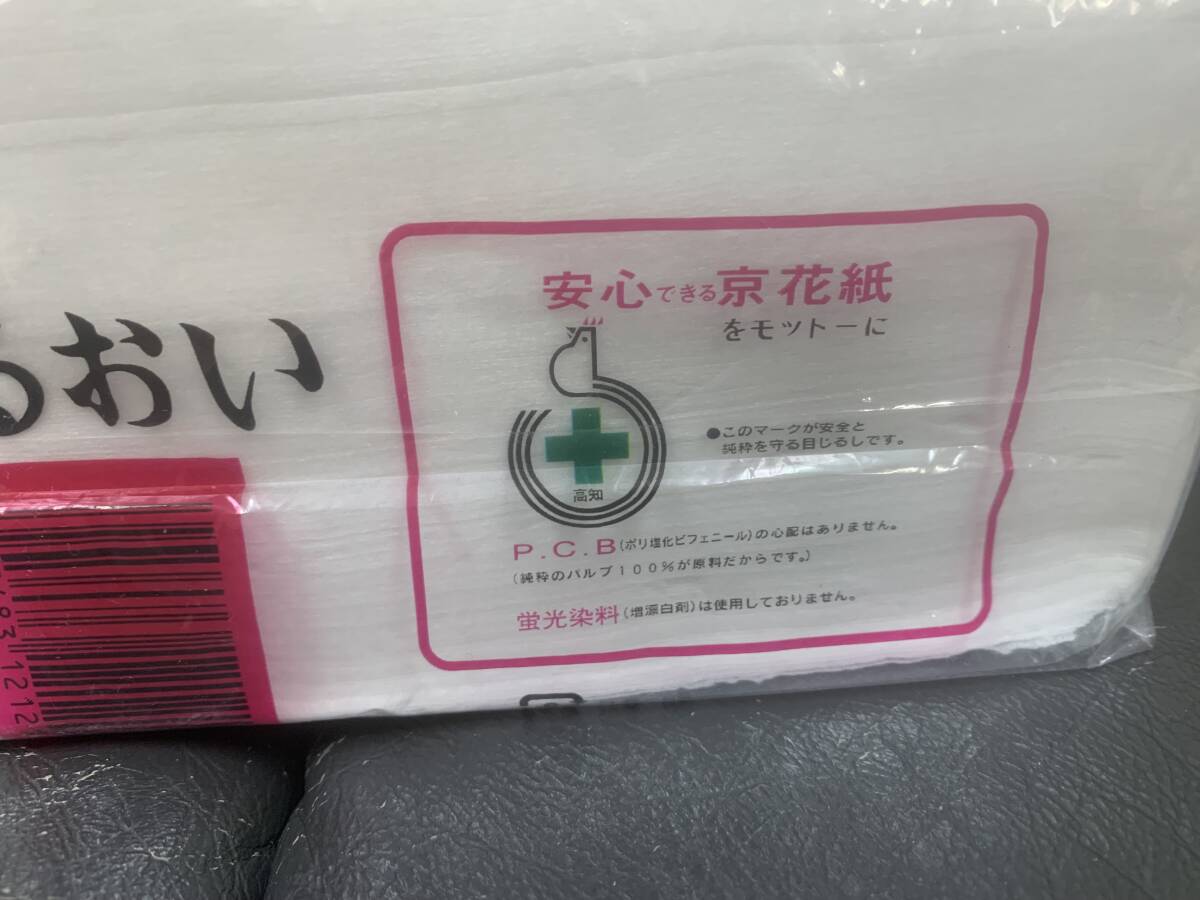 おい
安心できる京花紙
をモットーに
●このマークが安全と
純粋を守る目じるしです。
高知
P.C.B(ポリ塩化ビフェニール)の心配はありません。
(純粋のパルプ100%が原料だからです。)
蛍光染料(増源白剤)は使用しておりません。
931212